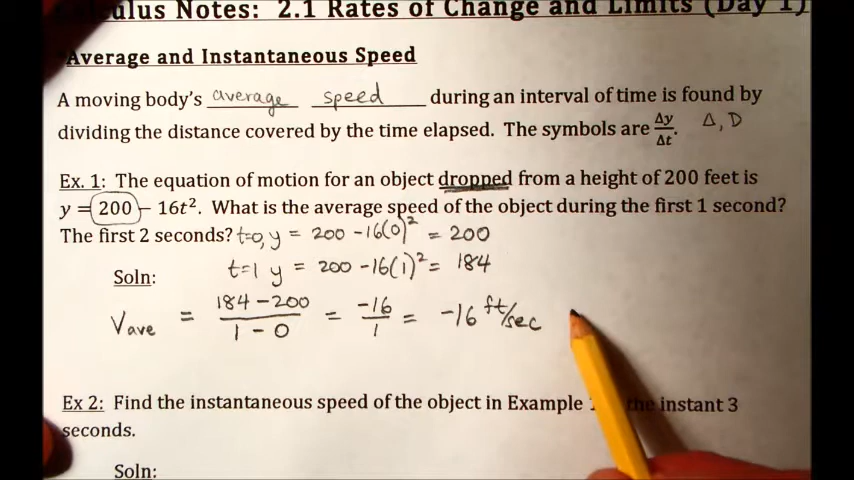 Calculus Notes: 2.1 Rates of Change and Limits (Day 1)
Average and Instantaneous Speed
A moving body's average speed during an interval of time is found by
dividing the distance covered by the time elapsed. The symbols are Δy/Δt. Δ, D
Ex. 1: The equation of motion for an object dropped from a height of 200 feet is
y = 200 − 16t². What is the average speed of the object during the first 1 second?
The first 2 seconds? t=0, y = 200 − 16(0)² = 200
t=1 y = 200 − 16(1)² = 184
Soln:
Vave = (184 − 200)/(1 − 0) = −16/1 = −16 ft/sec
Ex 2: Find the instantaneous speed of the object in Example the instant 3
seconds.
Soln: